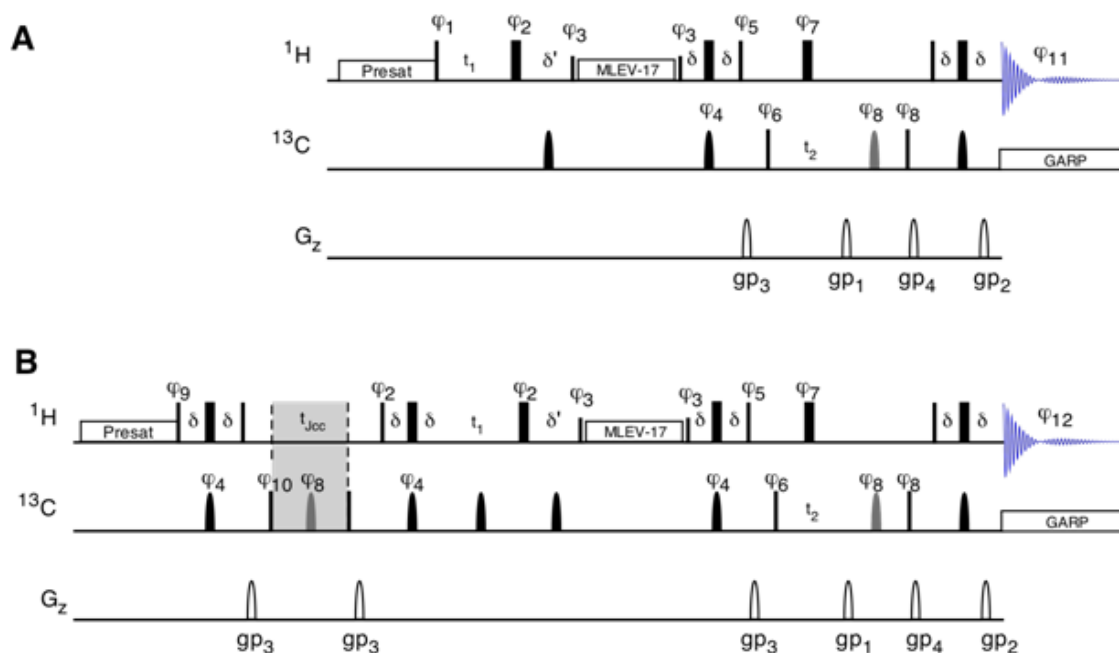 A
φ1 φ2 φ3 φ3 φ5 φ7
1H Presat t1 δ' MLEV-17 δ δ δ δ φ11
φ4 φ6 φ8 φ8
13C t2 GARP
Gz
gp3 gp1 gp4 gp2
B
φ9 φ2 φ2 φ3 φ3 φ5 φ7
1H Presat δ δ tJcc δ δ t1 δ' MLEV-17 δ δ δ δ φ12
φ4 φ10 φ8 φ4 φ4 φ6 φ8 φ8
13C t2 GARP
Gz
gp3 gp3 gp3 gp1 gp4 gp2